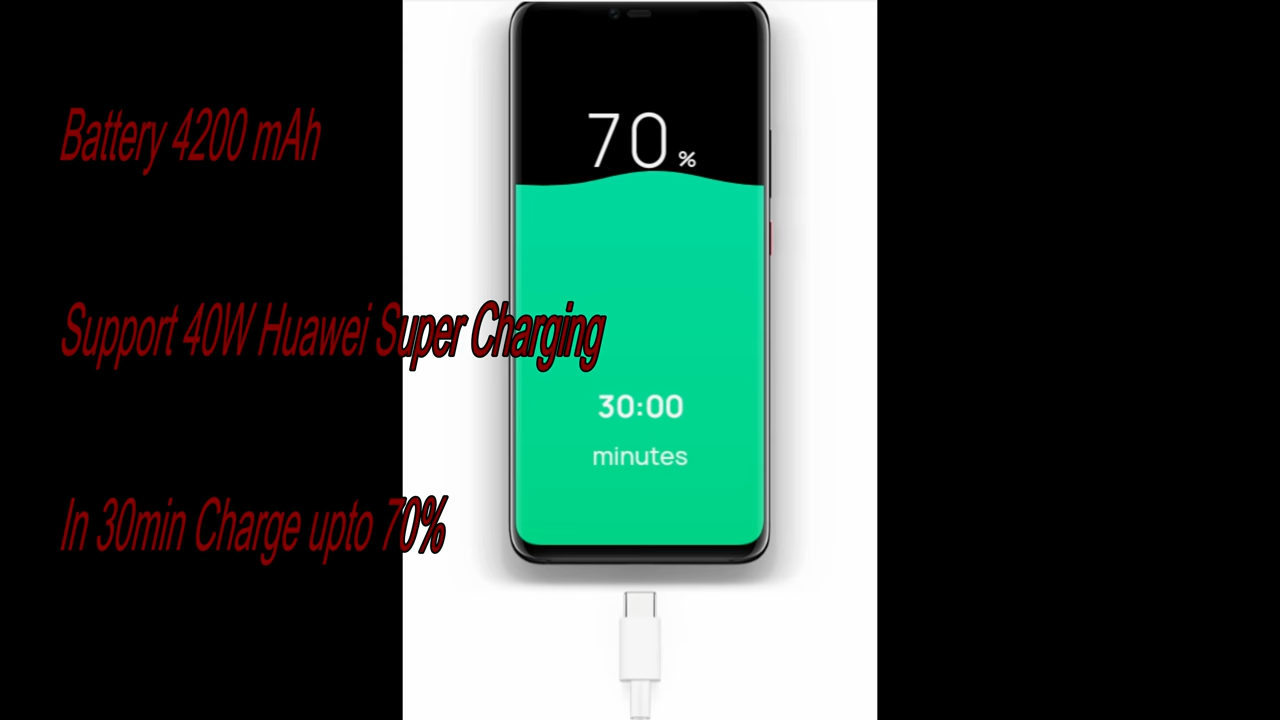 Battery 4200 mAh
70 %
Support 40W Huawei Super Charging
30:00
minutes
In 30min Charge upto 70%